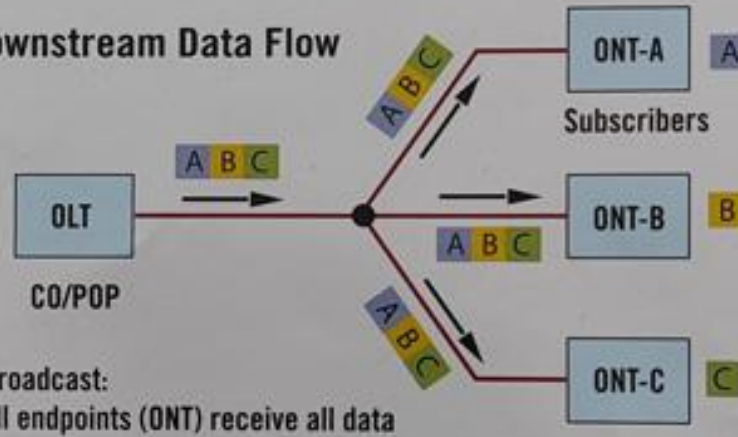 ownstream Data Flow
A B C
ONT-A
A
Subscribers
A B C
OLT
CO/POP
A B C
ONT-B
B
A B C
ONT-C
C
roadcast:
ll endpoints (ONT) receive all data